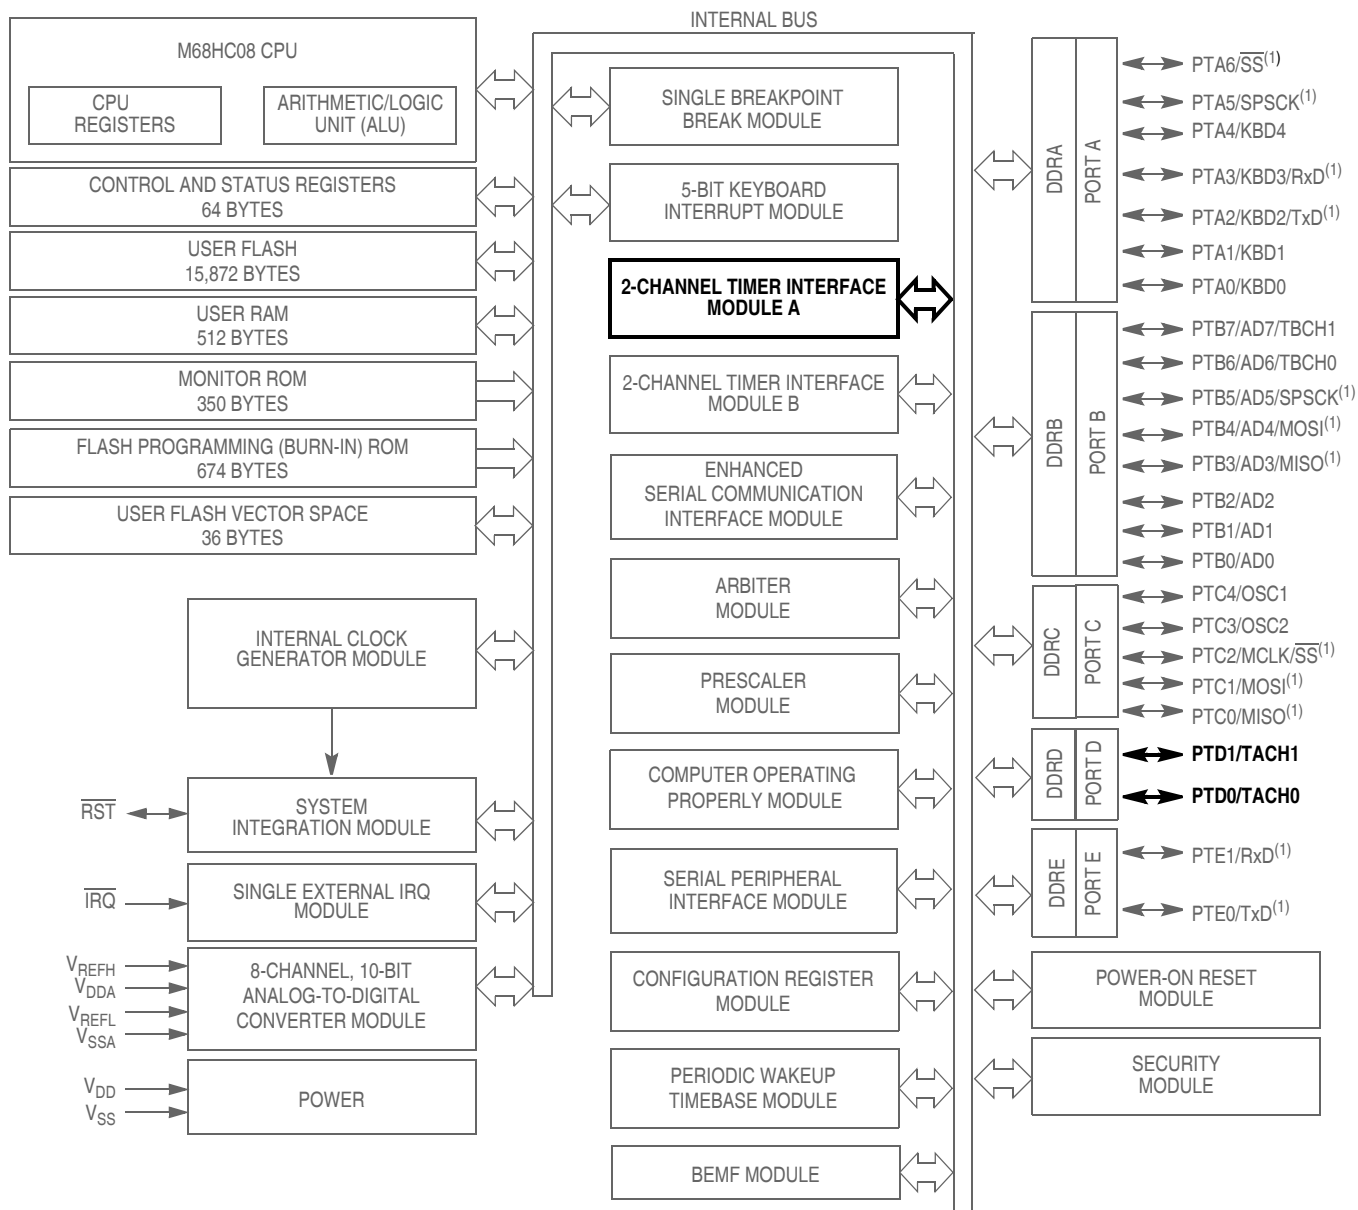 INTERNAL BUS
M68HC08 CPU
CPU
REGISTERS
ARITHMETIC/LOGIC
UNIT (ALU)
CONTROL AND STATUS REGISTERS
64 BYTES
USER FLASH
15,872 BYTES
USER RAM
512 BYTES
MONITOR ROM
350 BYTES
FLASH PROGRAMMING (BURN-IN) ROM
674 BYTES
USER FLASH VECTOR SPACE
36 BYTES
INTERNAL CLOCK
GENERATOR MODULE
RST
SYSTEM
INTEGRATION MODULE
IRQ
SINGLE EXTERNAL IRQ
MODULE
VREFH
VDDA
VREFL
VSSA
8-CHANNEL, 10-BIT
ANALOG-TO-DIGITAL
CONVERTER MODULE
VDD
VSS
POWER
SINGLE BREAKPOINT
BREAK MODULE
5-BIT KEYBOARD
INTERRUPT MODULE
2-CHANNEL TIMER INTERFACE
MODULE A
2-CHANNEL TIMER INTERFACE
MODULE B
ENHANCED
SERIAL COMMUNICATION
INTERFACE MODULE
ARBITER
MODULE
PRESCALER
MODULE
COMPUTER OPERATING
PROPERLY MODULE
SERIAL PERIPHERAL
INTERFACE MODULE
CONFIGURATION REGISTER
MODULE
PERIODIC WAKEUP
TIMEBASE MODULE
BEMF MODULE
DDRA
PORT A
PTA6/SS(1)
PTA5/SPSCK(1)
PTA4/KBD4
PTA3/KBD3/RxD(1)
PTA2/KBD2/TxD(1)
PTA1/KBD1
PTA0/KBD0
DDRB
PORT B
PTB7/AD7/TBCH1
PTB6/AD6/TBCH0
PTB5/AD5/SPSCK(1)
PTB4/AD4/MOSI(1)
PTB3/AD3/MISO(1)
PTB2/AD2
PTB1/AD1
PTB0/AD0
DDRC
PORT C
PTC4/OSC1
PTC3/OSC2
PTC2/MCLK/SS(1)
PTC1/MOSI(1)
PTC0/MISO(1)
DDRD
PORT D
PTD1/TACH1
PTD0/TACH0
DDRE
PORT E
PTE1/RxD(1)
PTE0/TxD(1)
POWER-ON RESET
MODULE
SECURITY
MODULE